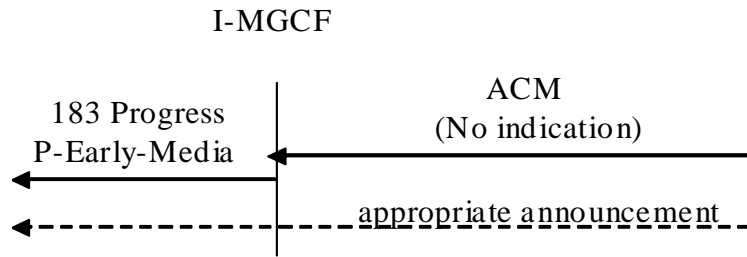 I-MGCF
ACM
183 Progress
(No indication)
P-Early-Media
appropriate announcement